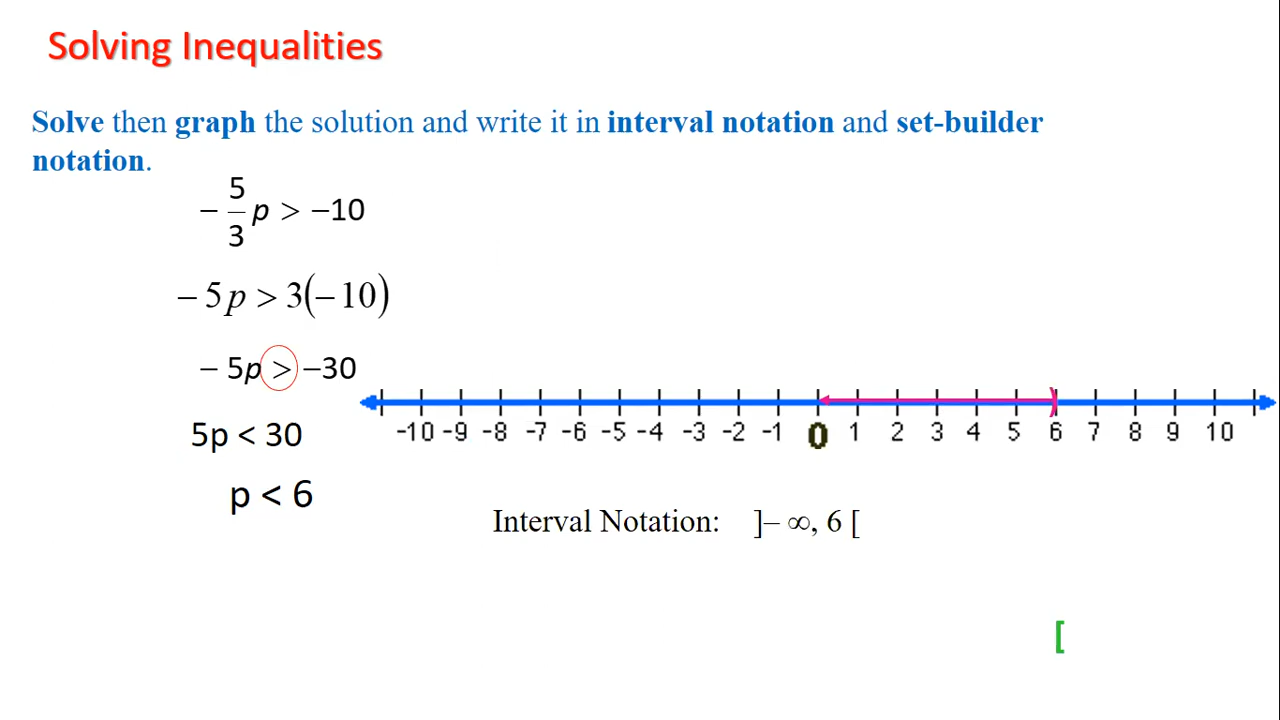 Solving Inequalities
Solve then graph the solution and write it in interval notation and set-builder
notation.
− 5/3 p > −10
− 5p > 3(− 10)
− 5p > −30
-10 -9 -8 -7 -6 -5 -4 -3 -2 -1 0 1 2 3 4 5 6 7 8 9 10
5p < 30
p < 6
Interval Notation: ]– ∞, 6 [
[